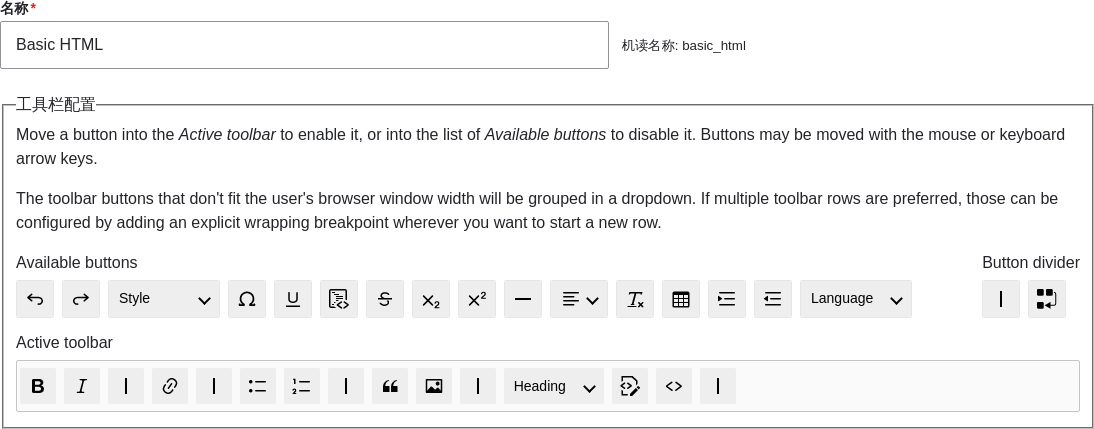 名称*
Basic HTML
机读名称: basic_html
工具栏配置
Move a button into the Active toolbar to enable it, or into the list of Available buttons to disable it. Buttons may be moved with the mouse or keyboard
arrow keys.
The toolbar buttons that don't fit the user's browser window width will be grouped in a dropdown. If multiple toolbar rows are preferred, those can be
configured by adding an explicit wrapping breakpoint wherever you want to start a new row.
Available buttons
Button divider
Style
Language
Active toolbar
Heading